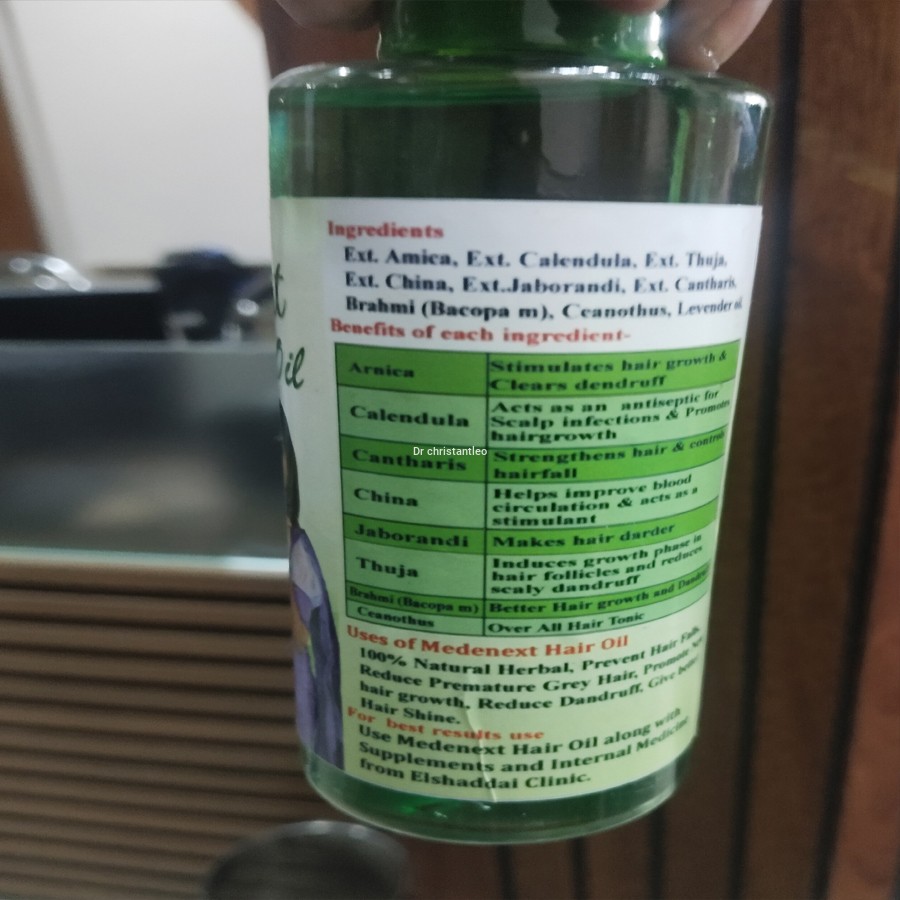 t
Oil
Ingredients
Ext. Arnica, Ext. Calendula, Ext. Thuja,
Ext. China, Ext.Jaborandi, Ext. Cantharis,
Brahmi (Bacopa m), Ceanothus, Levender oil
Benefits of each ingredient-
Arnica Stimulates hair growth &
Clears dendruff
Calendula Acts as an antiseptic for
Scalp infections & Promotes
hairgrowth
Cantharis Strengthens hair & control
hairfall
China Helps improve blood
circulation & acts as a
stimulant
Jaborandi Makes hair darder
Thuja Induces growth phase in
hair follicles and reduces
scaly dandruff
Brahmi (Bacopa m) Better Hair growth and
Ceanothus Over All Hair Tonic
Uses of Medenext Hair Oil
100% Natural Herbal, Prevent Hair Falls,
Reduce Premature Grey Hair, Promote New
hair growth, Reduce Dandruff, Give better
Hair Shine.
For best results use
Use Medenext Hair Oil along with
Supplements and Internal Medicine
from Elshaddai Clinic.
Dr christantleo